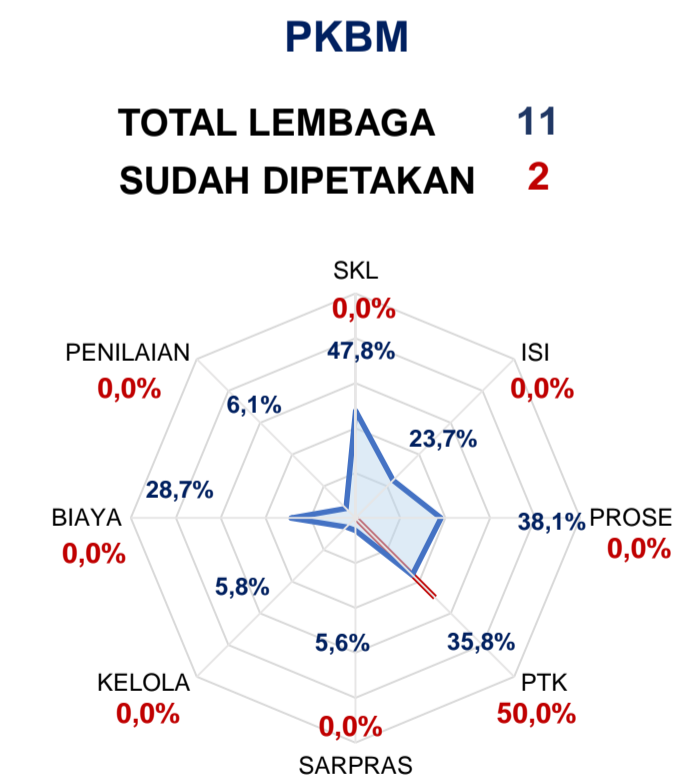 PKBM
TOTAL LEMBAGA 11
SUDAH DIPETAKAN 2
SKL
0,0%
47,8%
PENILAIAN
0,0%
6,1%
ISI
0,0%
23,7%
28,7%
BIAYA
0,0%
38,1%
PROSE
0,0%
5,8%
KELOLA
0,0%
5,6%
0,0%
SARPRAS
35,8%
PTK
50,0%